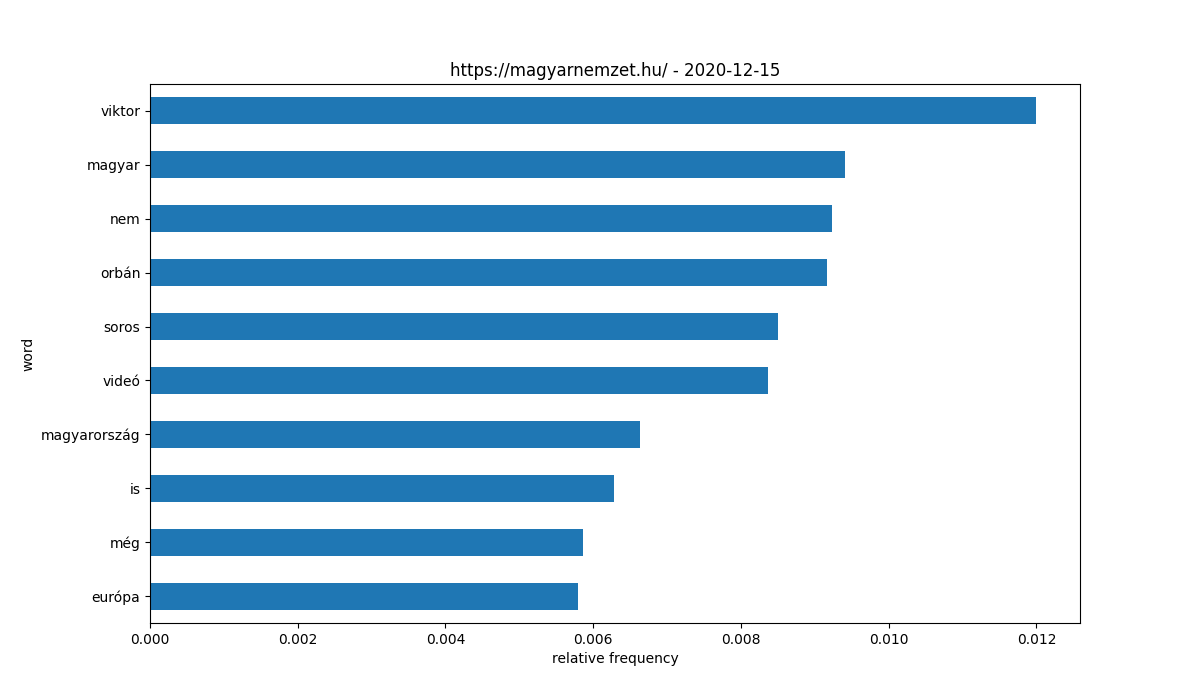 https://magyarnemzet.hu/ - 2020-12-15
viktor
magyar
nem
orbán
soros
videó
magyarország
is
még
európa
word
0.000 0.002 0.004 0.006 0.008 0.010 0.012
relative frequency